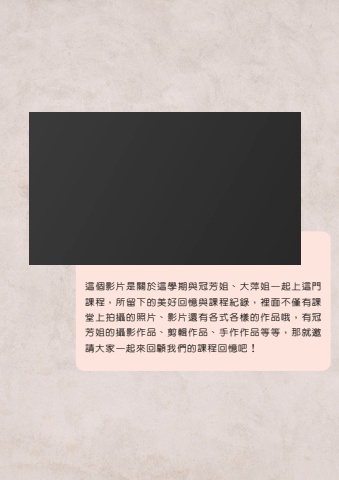 這個影片是關於這學期與冠芳姐、大萍姐一起上這門
課程，所留下的美好回憶與課程紀錄，裡面不僅有課
堂上拍攝的照片、影片還有各式各樣的作品哦，有冠
芳姐的攝影作品、剪輯作品、手作作品等等，那就邀
請大家一起來回顧我們的課程回憶吧！